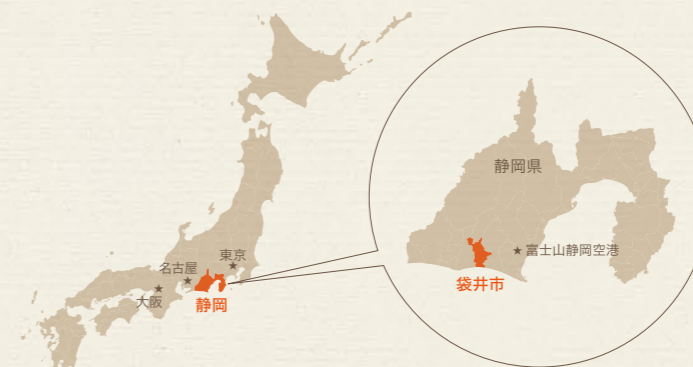 東京
名古屋
大阪
静岡
静岡県
富士山静岡空港
袋井市